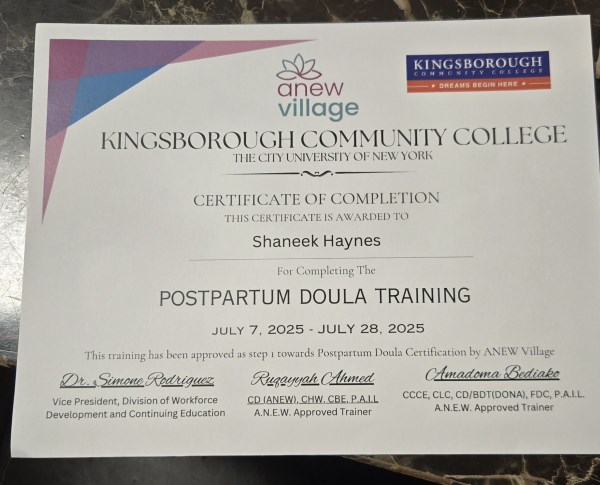 anew
village
KINGSBOROUGH
COMMUNITY COLLEGE
DREAMS BEGIN HERE
KINGSBOROUGH COMMUNITY COLLEGE
THE CITY UNIVERSITY OF NEW YORK
CERTIFICATE OF COMPLETION
THIS CERTIFICATE IS AWARDED TO
Shaneek Haynes
For Completing The
POSTPARTUM DOULA TRAINING
JULY 7, 2025 - JULY 28, 2025
This training has been approved as step 1 towards Postpartum Doula Certification by ANEW Village
Dr. Simone Rodriguez
Vice President, Division of Workforce
Development and Continuing Education
Ruqayyah Ahmed
CD (ANEW), CHW, CBE, P.A.I.L
A.N.E.W. Approved Trainer
Amadoma Bediako
CCCE, CLC, CD/BDT(DONA), FDC, P.A.I.L.
A.N.E.W. Approved Trainer